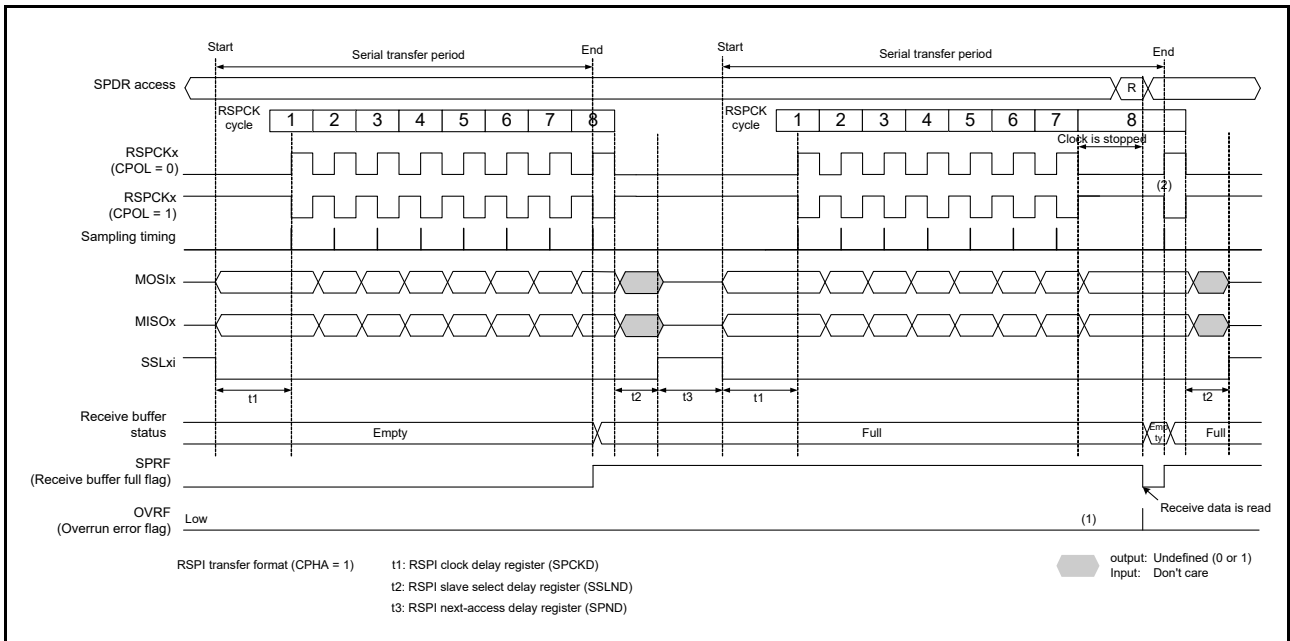 Start
Serial transfer period
End
Start
Serial transfer period
End
SPDR access
R
RSPCK
cycle
1 2 3 4 5 6 7 8
RSPCK
cycle
1 2 3 4 5 6 7 8
Clock is stopped
RSPCKx
(CPOL = 0)
(2)
RSPCKx
(CPOL = 1)
Sampling timing
MOSIx
MISOx
SSLxi
t1
t2
t3
t1
t2
Receive buffer
status
Empty
Full
Emp
ty
Full
SPRF
(Receive buffer full flag)
Receive data is read
OVRF
(Overrun error flag)
Low
(1)
RSPI transfer format (CPHA = 1)
t1: RSPI clock delay register (SPCKD)
t2: RSPI slave select delay register (SSLND)
t3: RSPI next-access delay register (SPND)
output: Undefined (0 or 1)
Input: Don't care